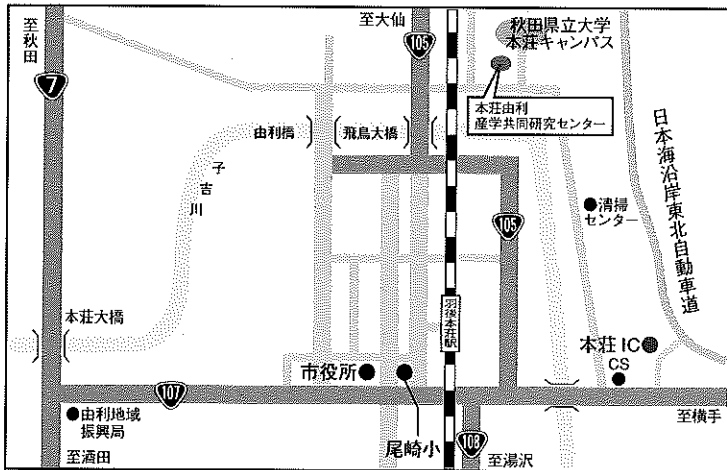 至秋田
7
至大仙
105
秋田県立大学
本荘キャンパス
本荘由利
産学共同研究センター
由利橋
飛鳥大橋
子吉川
日本海沿岸東北自動車道
清掃
センター
105
本荘大橋
羽後本荘駅
本荘IC
CS
市役所
107
尾崎小
至横手
由利地域
振興局
至酒田
108
至湯沢